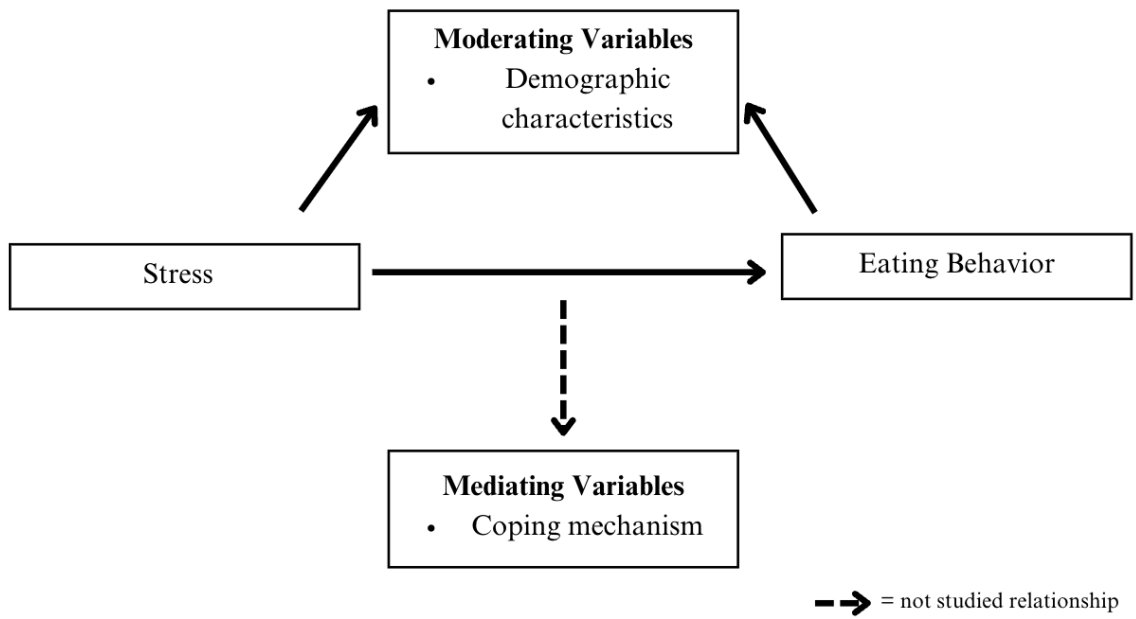 Moderating Variables
• Demographic
characteristics
Stress
Eating Behavior
Mediating Variables
• Coping mechanism
= not studied relationship